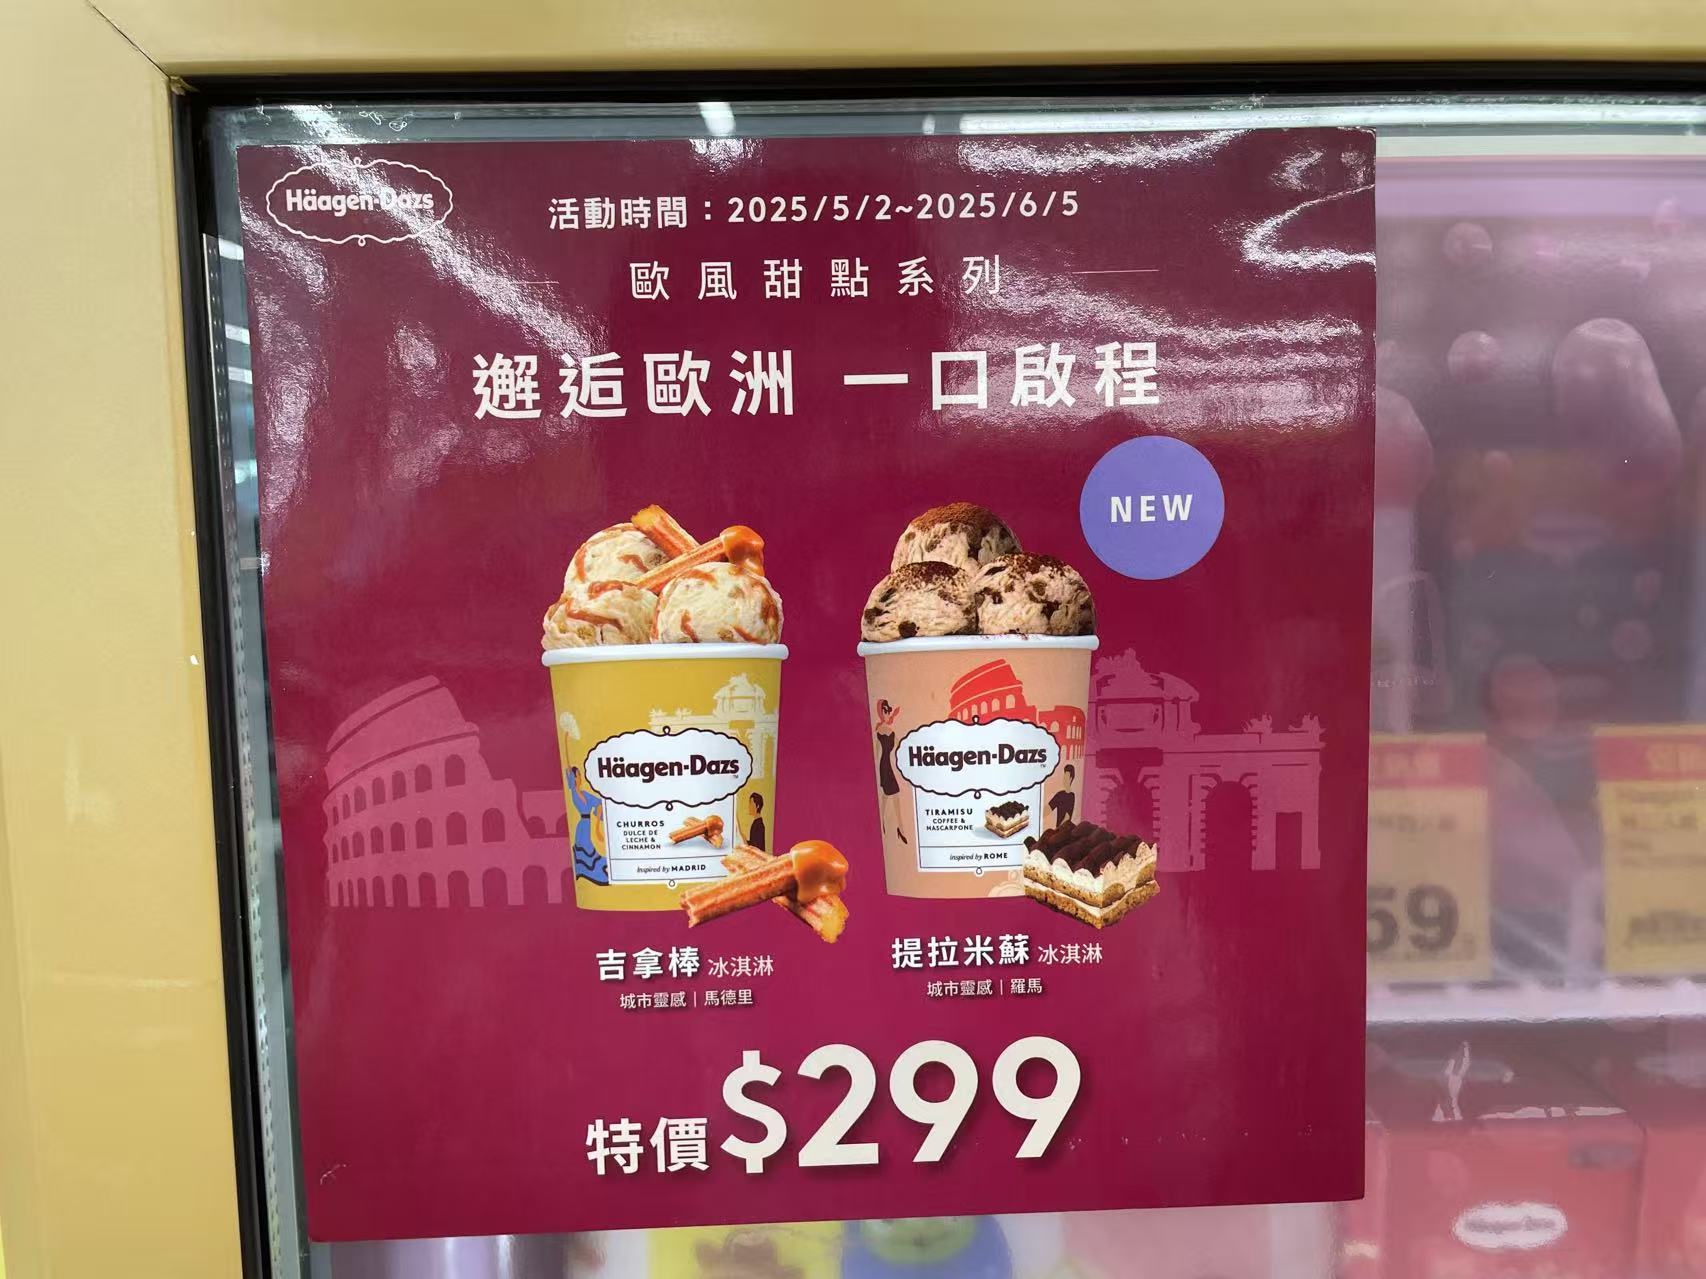 Häagen-Dazs
活動時間：2025/5/2~2025/6/5
歐風甜點系列
邂逅歐洲 一口啟程
NEW
Häagen-Dazs
CHURROS
DULCE DE
LECHE &
CINNAMON
Inspired by MADRID
Häagen-Dazs
TIRAMISU
COFFEE &
MASCARPONE
Inspired by ROME
吉拿棒 冰淇淋
城市靈感｜馬德里
提拉米蘇 冰淇淋
城市靈感｜羅馬
特價$299
59
Häagen-Dazs